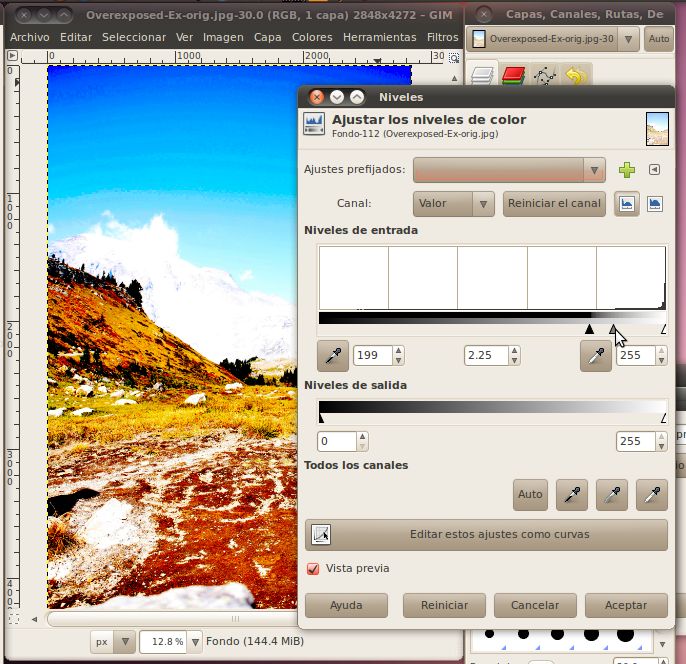 Overexposed-Ex-orig.jpg-30.0 (RGB, 1 capa) 2848x4272 – GIM
Archivo Editar Seleccionar Ver Imagen Capa Colores Herramientas Filtros
0 1000 2000 30
0
1000
2000
3000
4000
px 12.8 % Fondo (144.4 MiB)
Capas, Canales, Rutas, De
Overexposed-Ex-orig.jpg-30 Auto
Niveles
Ajustar los niveles de color
Fondo-112 (Overexposed-Ex-orig.jpg)
Ajustes prefijados:
Canal: Valor Reiniciar el canal
Niveles de entrada
199 2.25 255
Niveles de salida
0 255
Todos los canales
Auto
Editar estos ajustes como curvas
Vista previa
Ayuda Reiniciar Cancelar Aceptar